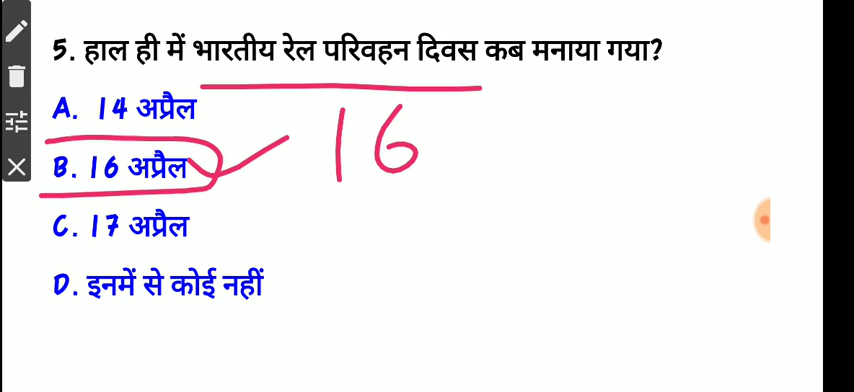 5. हाल ही में भारतीय रेल परिवहन दिवस कब मनाया गया?
A. 14 अप्रैल
16
B. 16 अप्रैल
C. 17 अप्रैल
D. इनमें से कोई नहीं